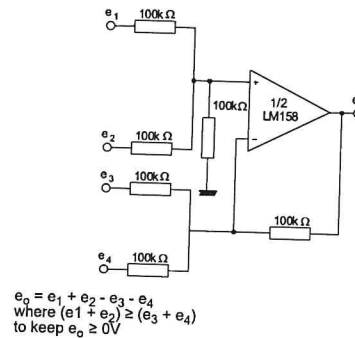 e1
100kΩ
100kΩ
+
1/2
LM158
e
100kΩ
e2
e3
100kΩ
-
100kΩ
e4
100kΩ
eo = e1 + e2 - e3 - e4
where (e1 + e2) ≥ (e3 + e4)
to keep eo ≥ 0V